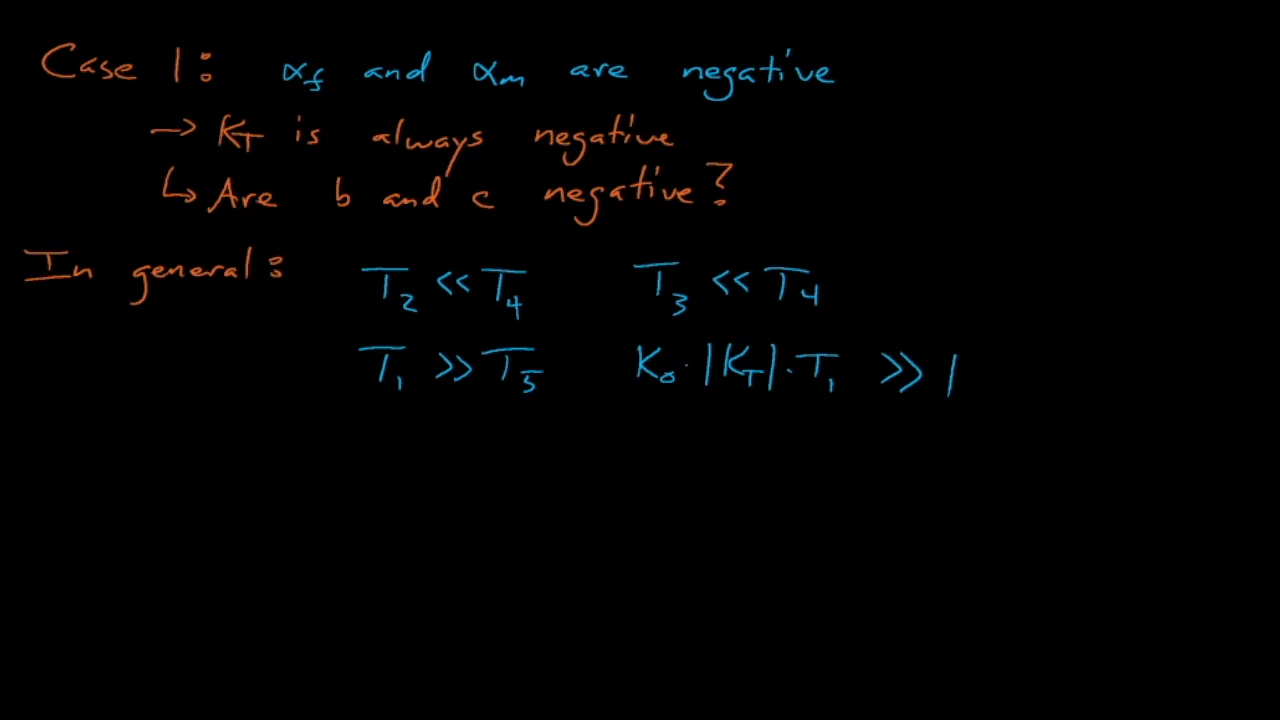 Case 1: αf and αm are negative
→ KT is always negative
↳ Are b and c negative?
In general: T2 << T4 T3 << T4
T1 >> T5 K0 · |KT| · T1 >> 1